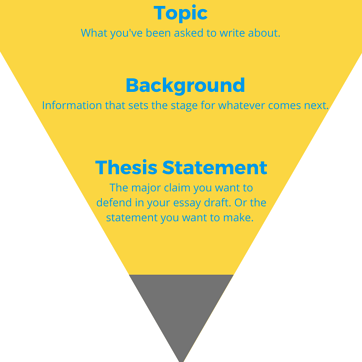 Topic
What you've been asked to write about.
Background
Information that sets the stage for whatever comes next.
Thesis Statement
The major claim you want to
defend in your essay draft. Or the
statement you want to make.